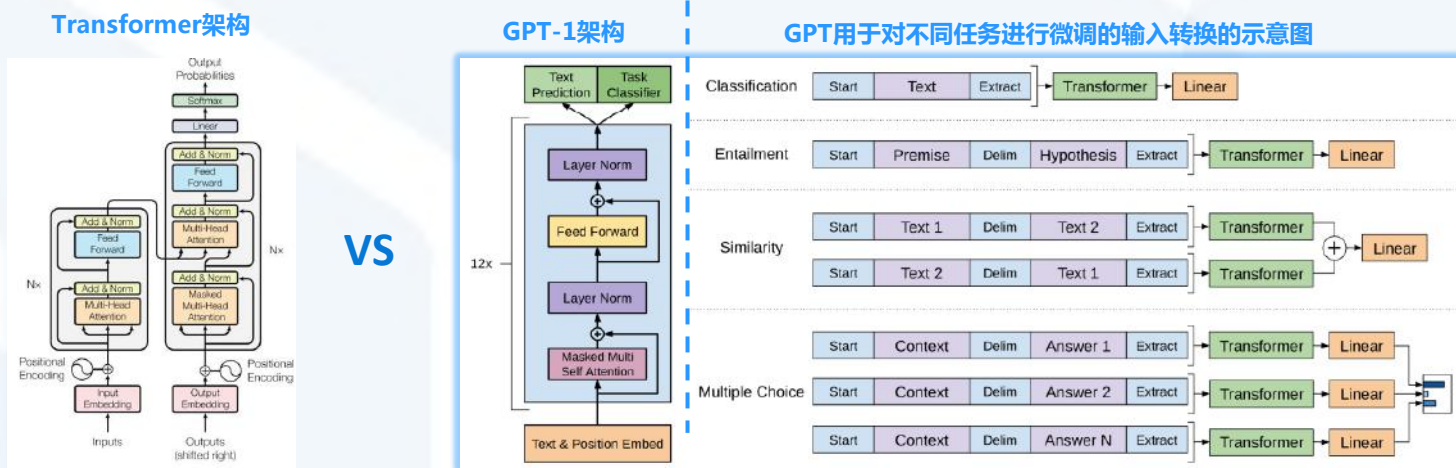 Transformer架构
Output
Probabilities
Softmax
Linear
Add & Norm
Feed
Forward
Add & Norm
Multi-Head
Attention
Add & Norm
Feed
Forward
N×
N×
Add & Norm
Multi-Head
Attention
Add & Norm
Masked
Multi-Head
Attention
Positional
Encoding
Positional
Encoding
Input
Embedding
Output
Embedding
Inputs
Outputs
(shifted right)
VS
GPT-1架构
Text
Prediction
Task
Classifier
Layer Norm
Feed Forward
12x
Layer Norm
Masked Multi
Self Attention
Text & Position Embed
GPT用于对不同任务进行微调的输入转换的示意图
Classification Start Text Extract Transformer Linear
Entailment Start Premise Delim Hypothesis Extract Transformer Linear
Similarity
Start Text 1 Delim Text 2 Extract Transformer
Linear
Start Text 2 Delim Text 1 Extract Transformer
Multiple Choice
Start Context Delim Answer 1 Extract Transformer Linear
Start Context Delim Answer 2 Extract Transformer Linear
Start Context Delim Answer N Extract Transformer Linear